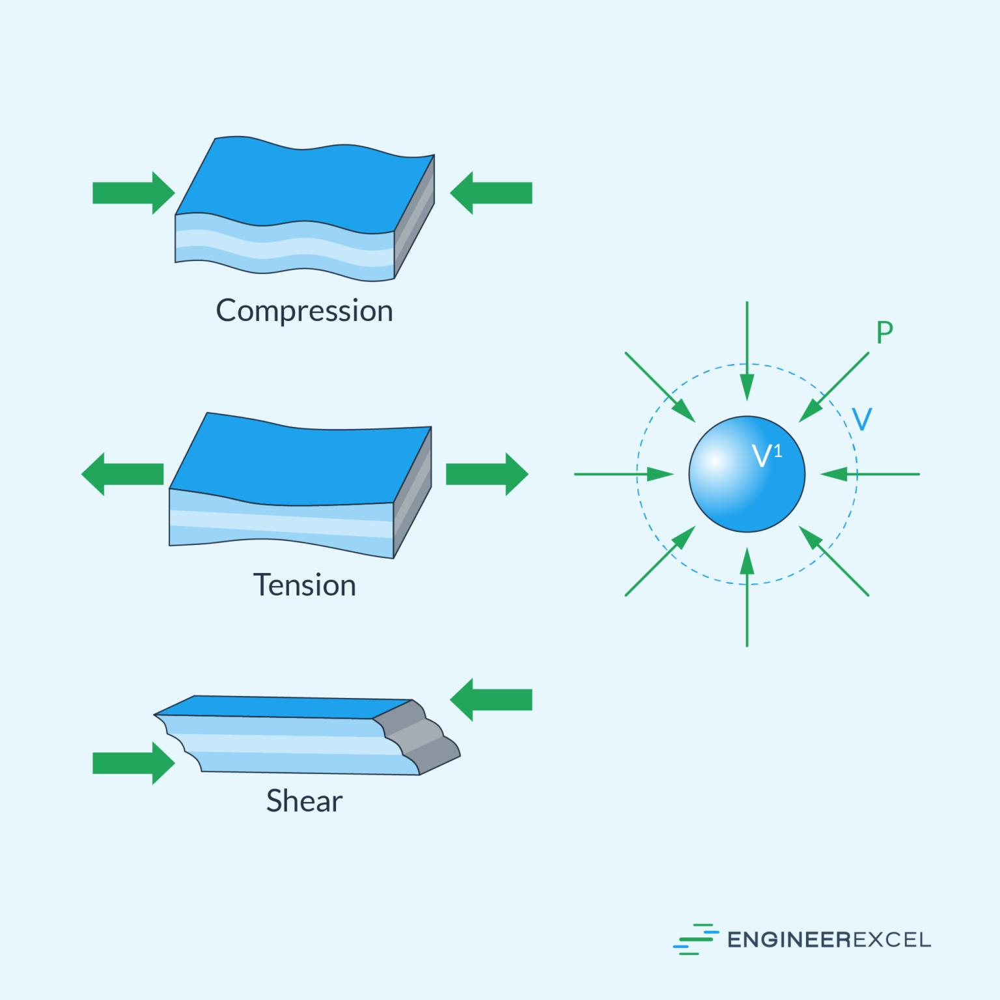 Compression
Tension
Shear
P
V
V¹
ENGINEEREXCEL